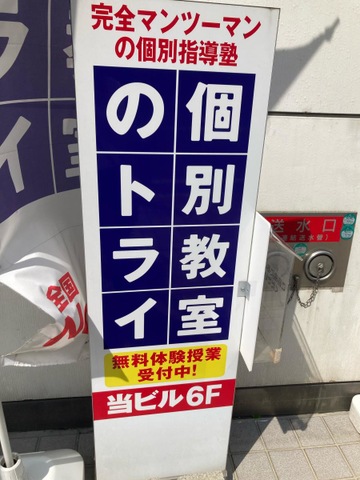 完全マンツーマン
の個別指導塾
個別教室
のトライ
無料体験授業
受付中!
当ビル6F
送水口
全国